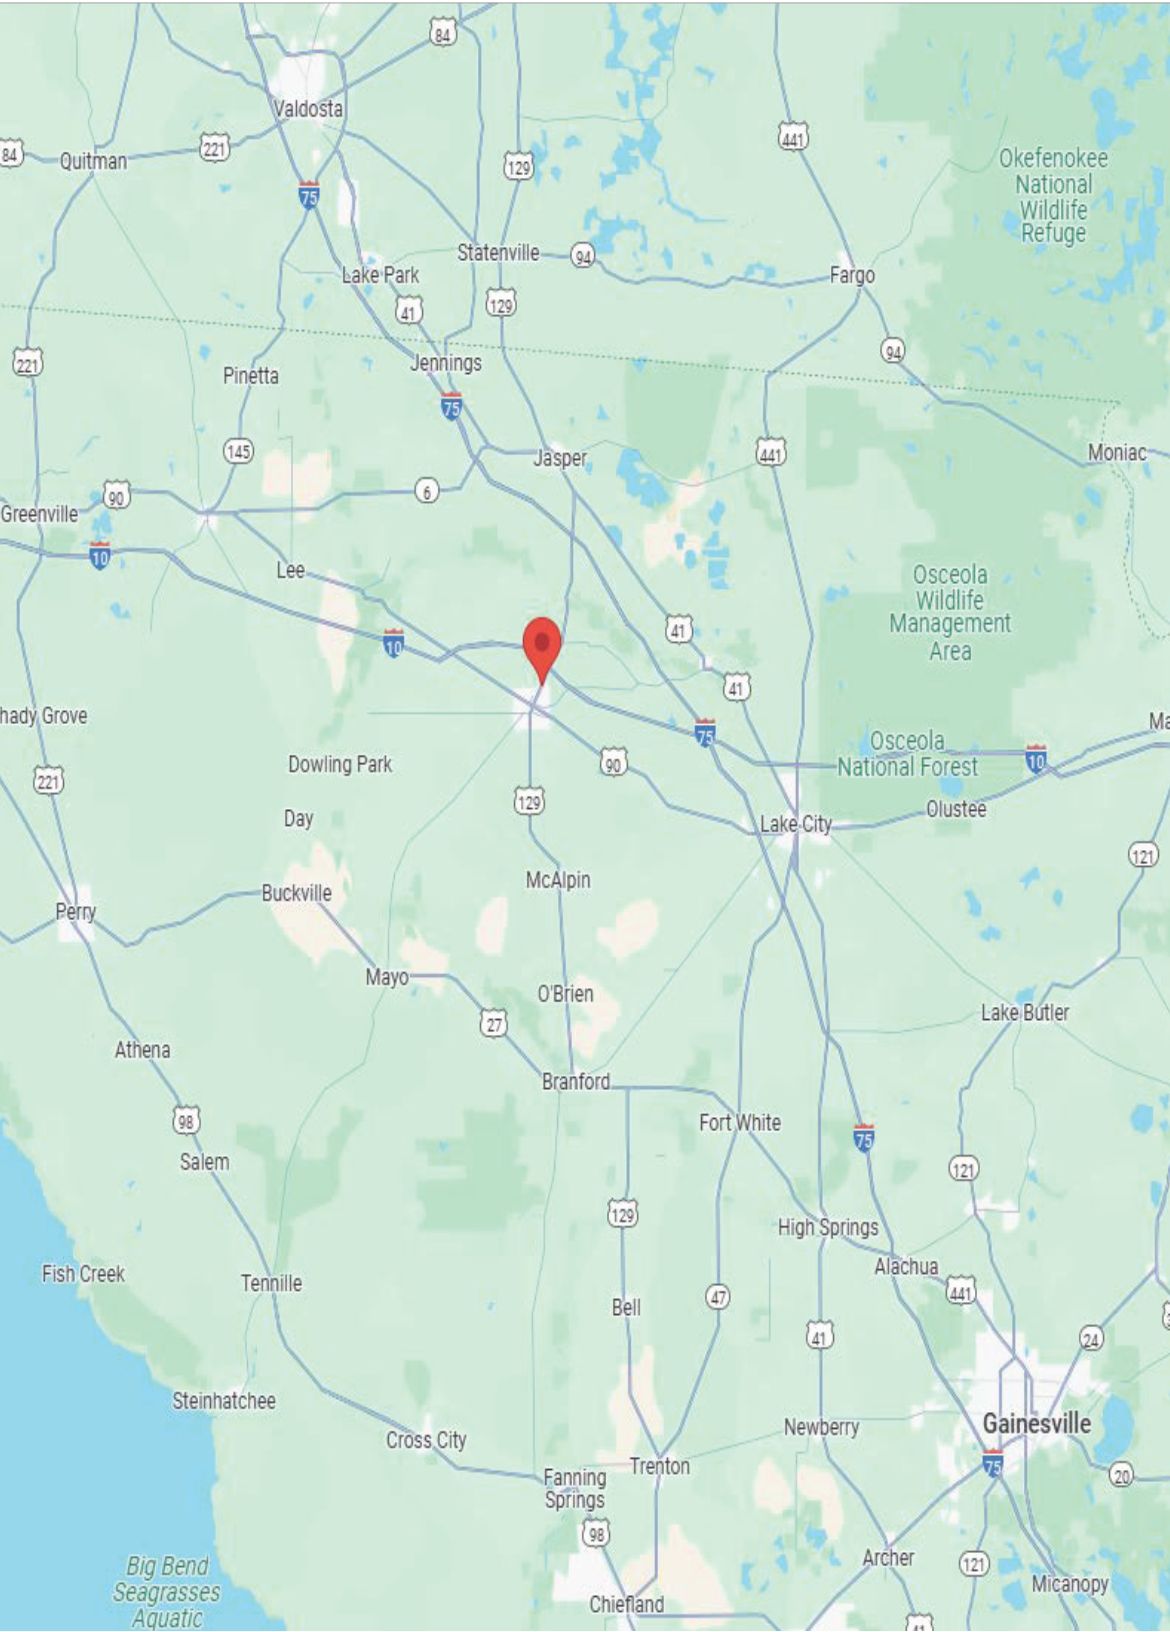 84
Valdosta
441
84
Quitman
221
129
Okefenokee
National
Wildlife
Refuge
75
Statenville
94
Lake Park
Fargo
41
129
221
Jennings
94
Pinetta
75
145
Jasper
441
Moniac
90
6
Greenville
10
Lee
Osceola
Wildlife
Management
Area
10
41
41
hady Grove
75
Ma
Osceola
National Forest
10
Dowling Park
90
221
129
Day
Lake City
Olustee
121
McAlpin
Buckville
Perry
Mayo
O'Brien
27
Lake Butler
Athena
Branford
98
Fort White
75
Salem
121
129
High Springs
Fish Creek
Tennille
Alachua
441
Bell
47
41
24
Steinhatchee
Cross City
Newberry
Gainesville
Trenton
75
20
Fanning
Springs
98
Big Bend
Seagrasses
Aquatic
Archer
121
Micanopy
Chiefland
41